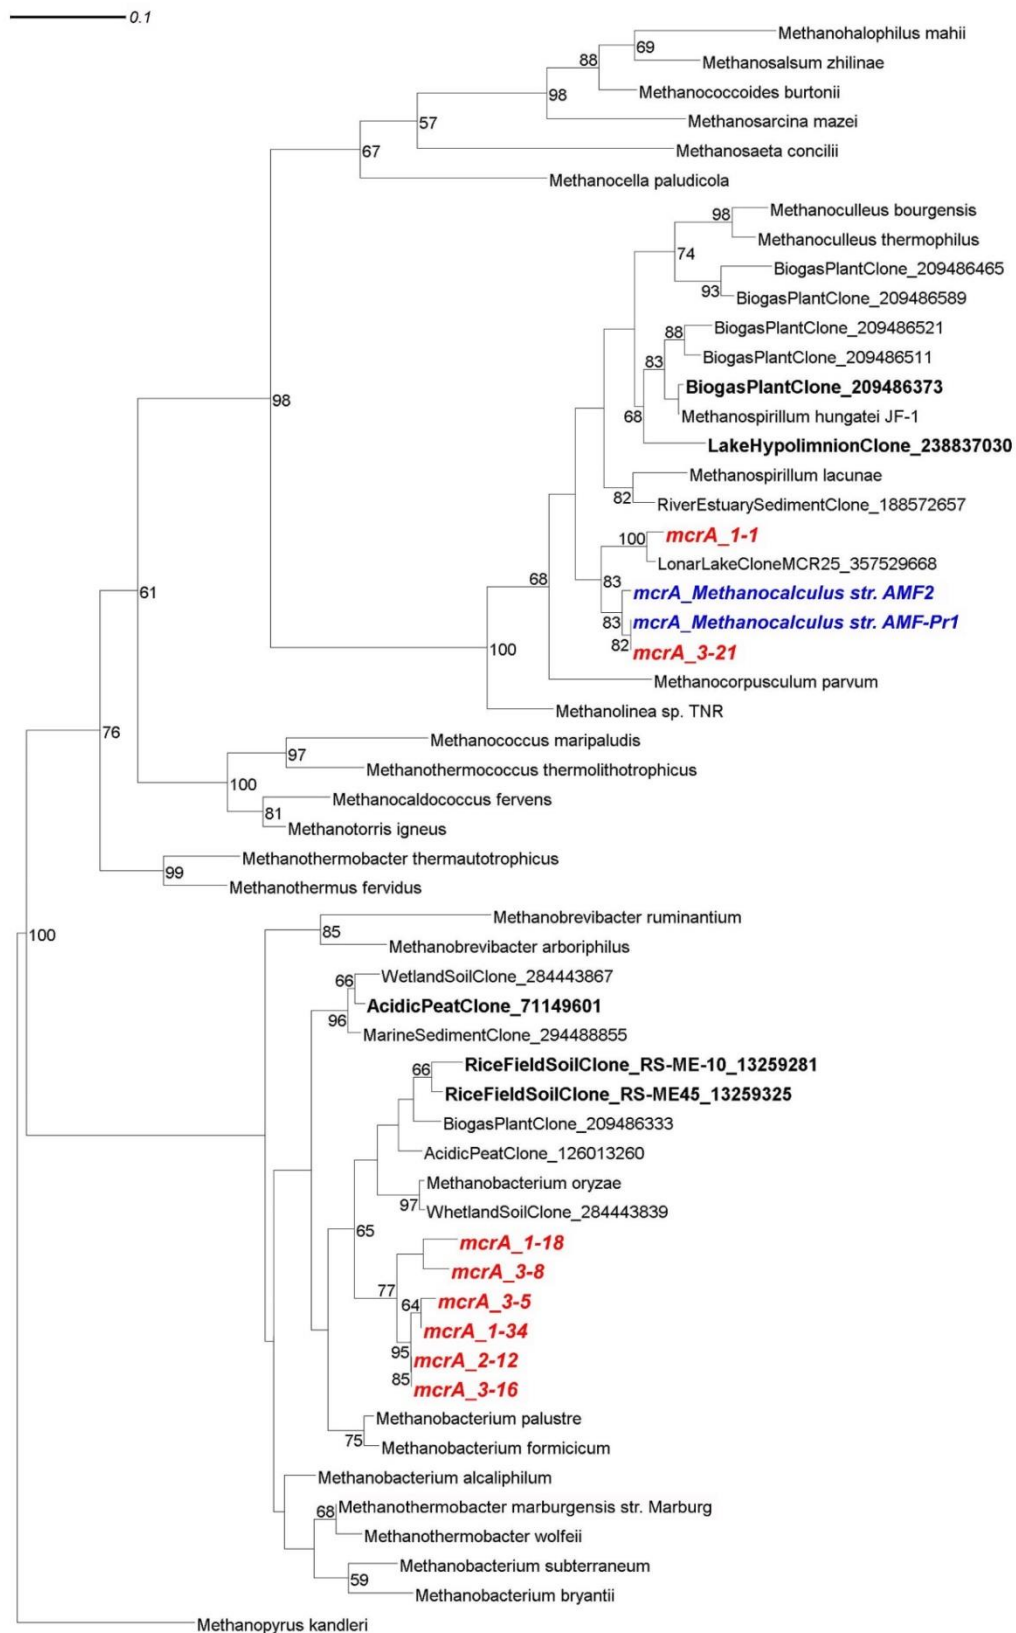 0.1
Methanohalophilus mahii
69
88
Methanosalsum zhilinae
Methanococcoides burtonii
98
57
Methanosarcina mazei
67
Methanosaeta concilii
Methanocella paludicola
98
Methanoculleus bourgensis
Methanoculleus thermophilus
74
BiogasPlantClone_209486465
93
BiogasPlantClone_209486589
88
BiogasPlantClone_209486521
83
BiogasPlantClone_209486511
BiogasPlantClone_209486373
98
68
Methanospirillum hungatei JF-1
LakeHypolimnionClone_238837030
Methanospirillum lacunae
82
RiverEstuarySedimentClone_188572657
100
mcrA_1-1
LonarLakeCloneMCR25_357529668
68
83
61
mcrA_Methanocalculus str. AMF2
83
mcrA_Methanocalculus str. AMF-Pr1
100
82
mcrA_3-21
Methanocorpusculum parvum
Methanolinea sp. TNR
76
Methanococcus maripaludis
97
Methanothermococcus thermolithotrophicus
100
Methanocaldococcus fervens
81
Methanotorris igneus
Methanothermobacter thermautotrophicus
99
Methanothermus fervidus
Methanobrevibacter ruminantium
100
85
Methanobrevibacter arboriphilus
66
WetlandSoilClone_284443867
AcidicPeatClone_71149601
96
MarineSedimentClone_294488855
66
RiceFieldSoilClone_RS-ME-10_13259281
RiceFieldSoilClone_RS-ME45_13259325
BiogasPlantClone_209486333
AcidicPeatClone_126013260
Methanobacterium oryzae
97
WhetlandSoilClone_284443839
65
mcrA_1-18
mcrA_3-8
77
64
mcrA_3-5
mcrA_1-34
95
mcrA_2-12
85
mcrA_3-16
Methanobacterium palustre
75
Methanobacterium formicicum
Methanobacterium alcaliphilum
68
Methanothermobacter marburgensis str. Marburg
Methanothermobacter wolfeii
Methanobacterium subterraneum
59
Methanobacterium bryantii
Methanopyrus kandleri